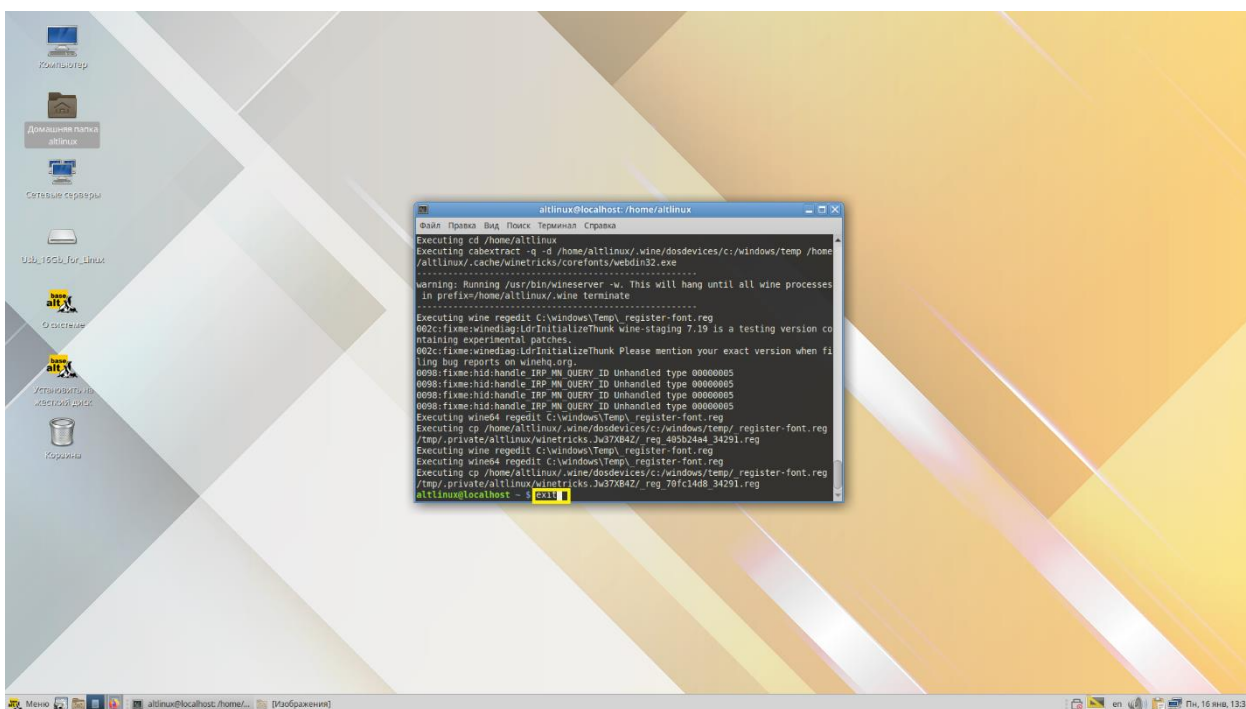 Компьютер
Домашняя папка
altlinux
Сетевые серверы
Usb_16Gb_for_Linux
base
alt
О системе
base
alt
Установить на
жёсткий диск
Корзина
altlinux@localhost: /home/altlinux
Файл Правка Вид Поиск Терминал Справка
Executing cd /home/altlinux
Executing cabextract -q -d /home/altlinux/.wine/dosdevices/c:/windows/temp /home
/altlinux/.cache/winetricks/corefonts/webdin32.exe
------------------------------------------------------
warning: Running /usr/bin/wineserver -w. This will hang until all wine processes
in prefix=/home/altlinux/.wine terminate
------------------------------------------------------
Executing wine regedit C:\windows\Temp\_register-font.reg
002c:fixme:winediag:LdrInitializeThunk wine-staging 7.19 is a testing version co
ntaining experimental patches.
002c:fixme:winediag:LdrInitializeThunk Please mention your exact version when fi
ling bug reports on winehq.org.
0098:fixme:hid:handle_IRP_MN_QUERY_ID Unhandled type 00000005
0098:fixme:hid:handle_IRP_MN_QUERY_ID Unhandled type 00000005
0098:fixme:hid:handle_IRP_MN_QUERY_ID Unhandled type 00000005
0098:fixme:hid:handle_IRP_MN_QUERY_ID Unhandled type 00000005
Executing wine64 regedit C:\windows\Temp\_register-font.reg
Executing cp /home/altlinux/.wine/dosdevices/c:/windows/temp/_register-font.reg
/tmp/.private/altlinux/winetricks.Jw37XB4Z/_reg_405b24a4_34291.reg
Executing wine regedit C:\windows\Temp\_register-font.reg
Executing wine64 regedit C:\windows\Temp\_register-font.reg
Executing cp /home/altlinux/.wine/dosdevices/c:/windows/temp/_register-font.reg
/tmp/.private/altlinux/winetricks.Jw37XB4Z/_reg_70fc14d8_34291.reg
altlinux@localhost ~ $ exit
Меню altlinux@localhost: /home/... [Изображения] en Пн, 16 янв, 13:3